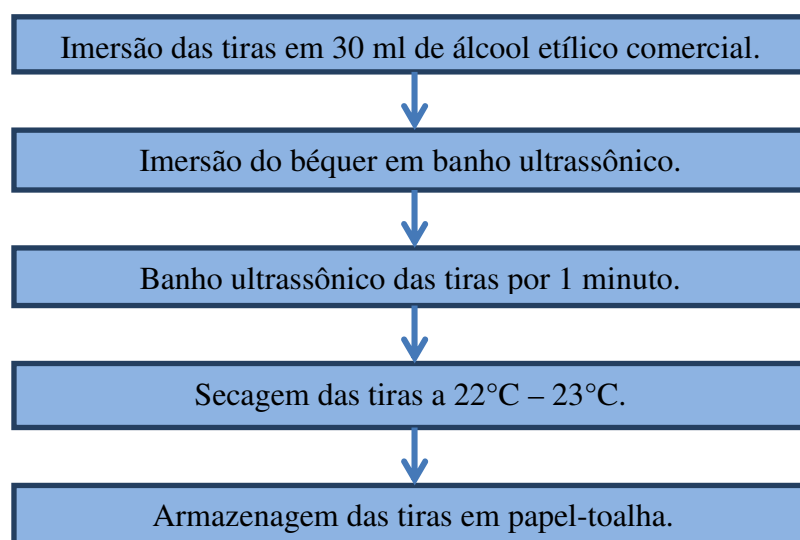 Imersão das tiras em 30 ml de álcool etílico comercial.
Imersão do béquer em banho ultrassônico.
Banho ultrassônico das tiras por 1 minuto.
Secagem das tiras a 22°C – 23°C.
Armazenagem das tiras em papel-toalha.